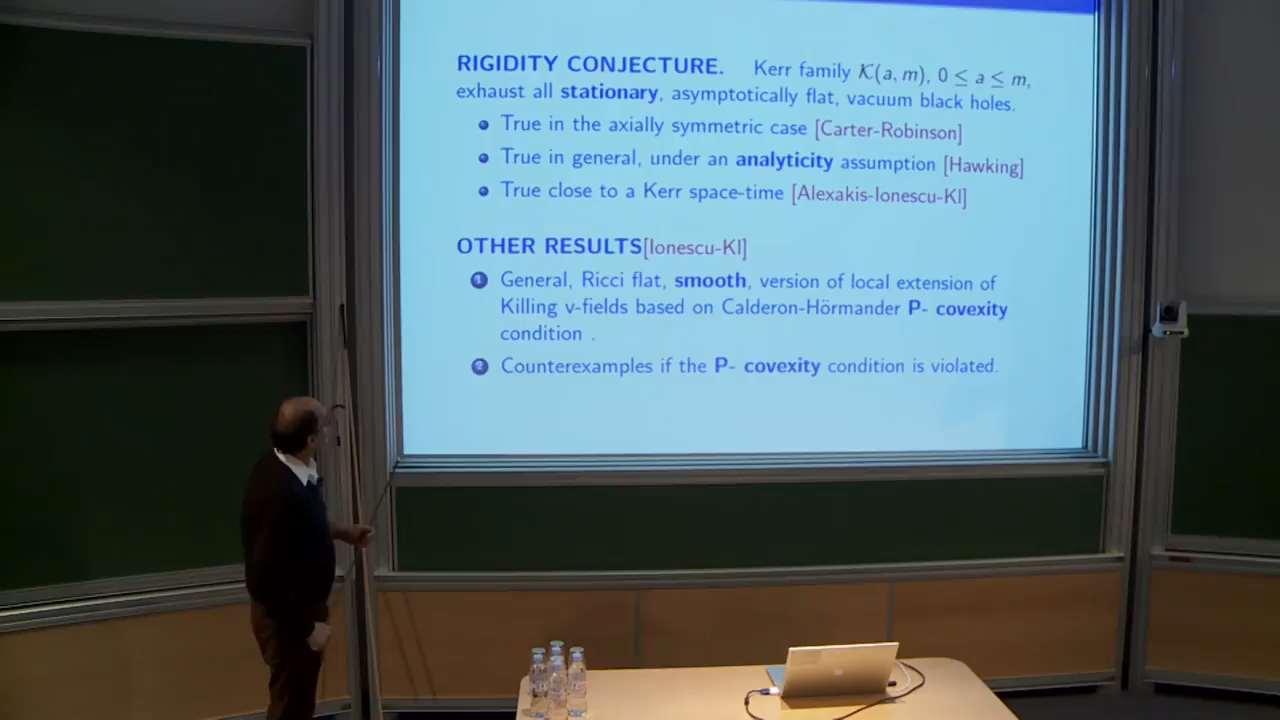 RIGIDITY CONJECTURE. Kerr family K(a, m), 0 ≤ a ≤ m,
exhaust all stationary, asymptotically flat, vacuum black holes.
True in the axially symmetric case [Carter-Robinson]
True in general, under an analyticity assumption [Hawking]
True close to a Kerr space-time [Alexakis-Ionescu-Kl]
OTHER RESULTS[Ionescu-Kl]
1 General, Ricci flat, smooth, version of local extension of
Killing v-fields based on Calderon-Hörmander P- covexity
condition .
2 Counterexamples if the P- covexity condition is violated.